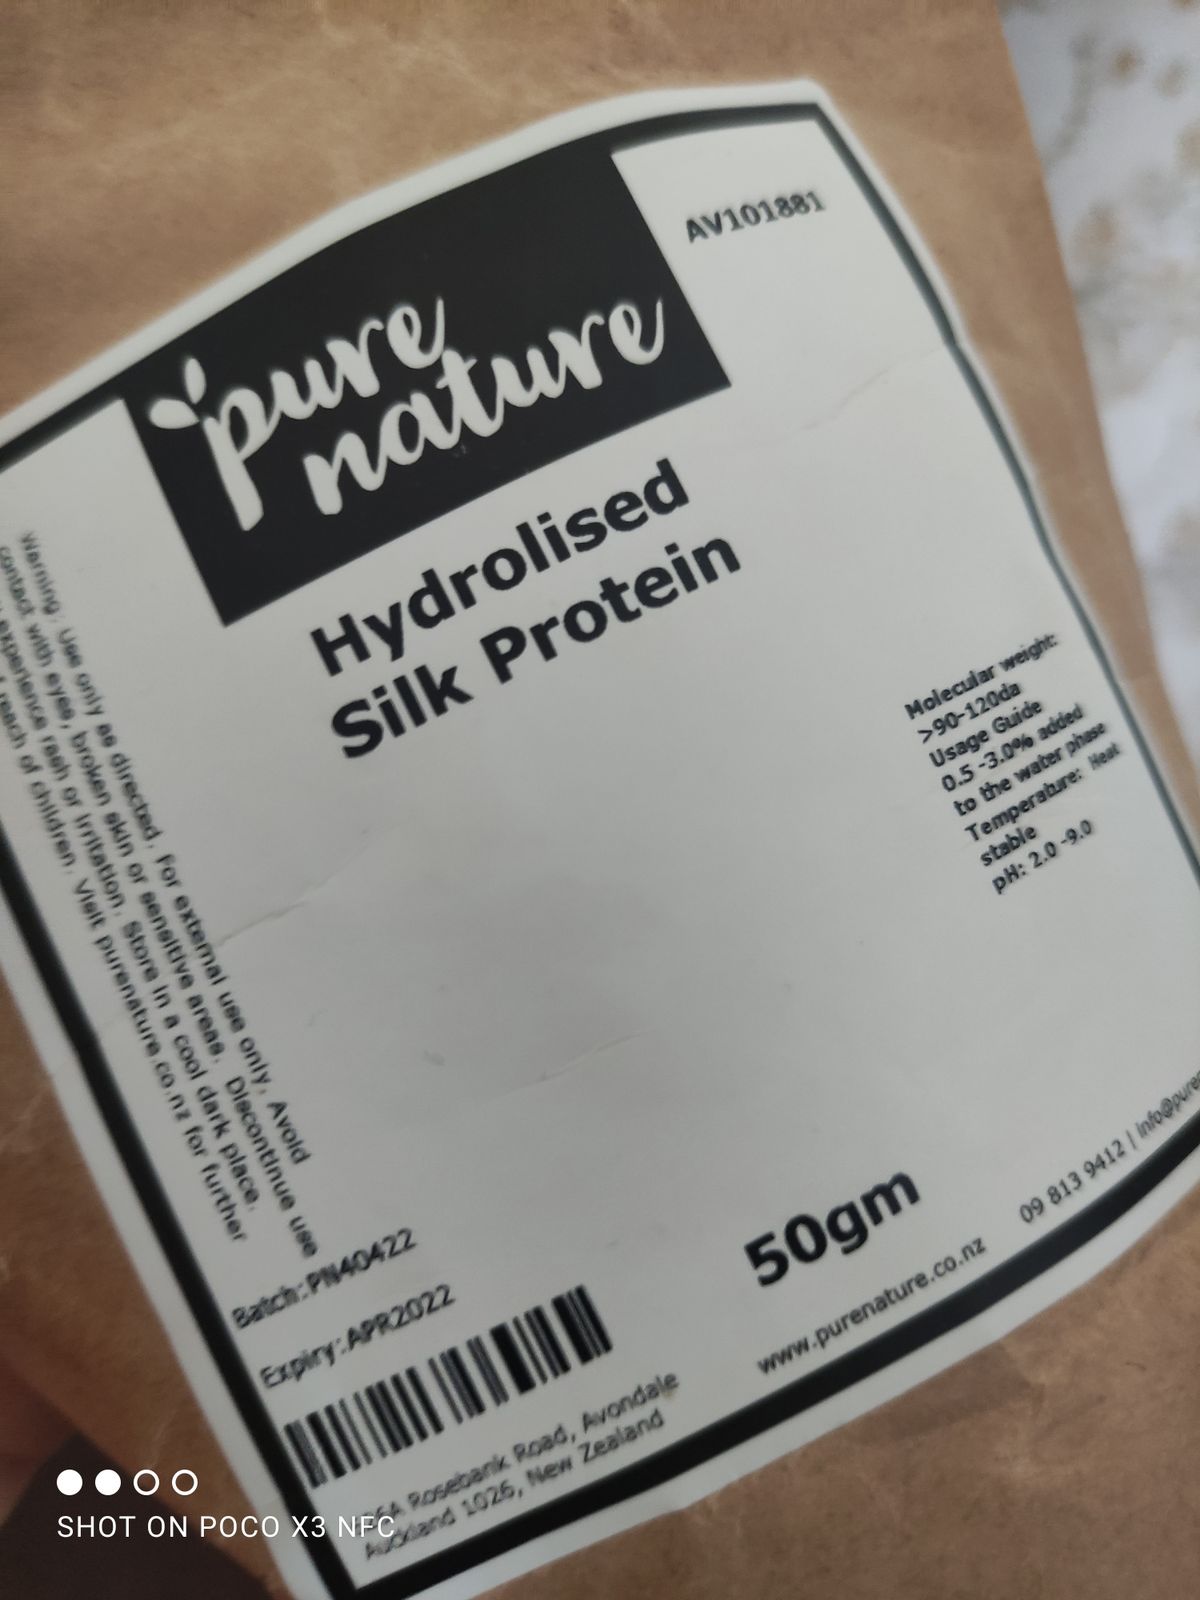 AV101881
pure
nature
Hydrolised
Silk Protein
Molecular weight:
>90-120da
Usage Guide
0.5 -3.0% added
to the water phase
Temperature: Heat
stable
pH: 2.0 -9.0
Warning: Use only as directed. For external use only. Avoid
contact with eyes, broken skin or sensitive areas. Discontinue use
experience rash or irritation. Store in a cool dark place.
reach of children. Visit purenature.co.nz for further
Batch: PN40422
Expiry: APR2022
50gm
Rosebank Road, Avondale
Auckland 1026, New Zealand
www.purenature.co.nz
09 813 9412 | info@puren
SHOT ON POCO X3 NFC